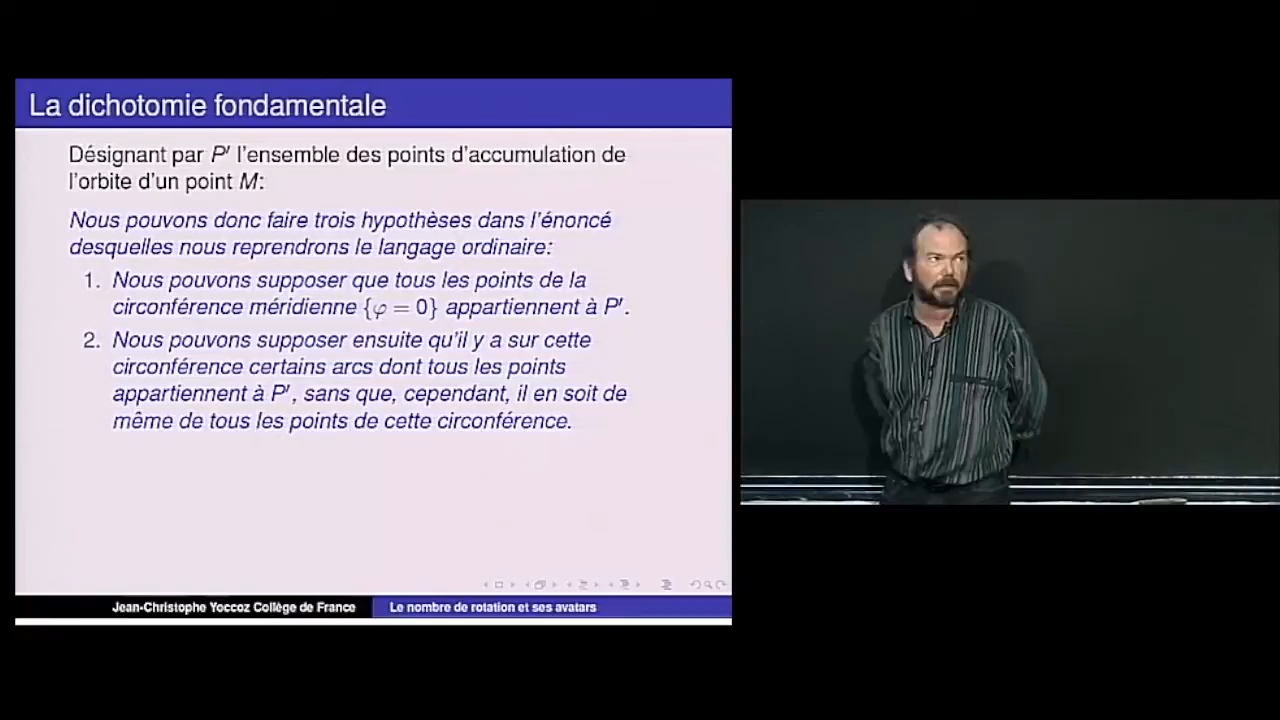 La dichotomie fondamentale
Désignant par P' l'ensemble des points d'accumulation de
l'orbite d'un point M:
Nous pouvons donc faire trois hypothèses dans l'énoncé
desquelles nous reprendrons le langage ordinaire:
1. Nous pouvons supposer que tous les points de la
circonférence méridienne {φ = 0} appartiennent à P'.
2. Nous pouvons supposer ensuite qu'il y a sur cette
circonférence certains arcs dont tous les points
appartiennent à P', sans que, cependant, il en soit de
même de tous les points de cette circonférence.
Jean-Christophe Yoccoz Collège de France
Le nombre de rotation et ses avatars